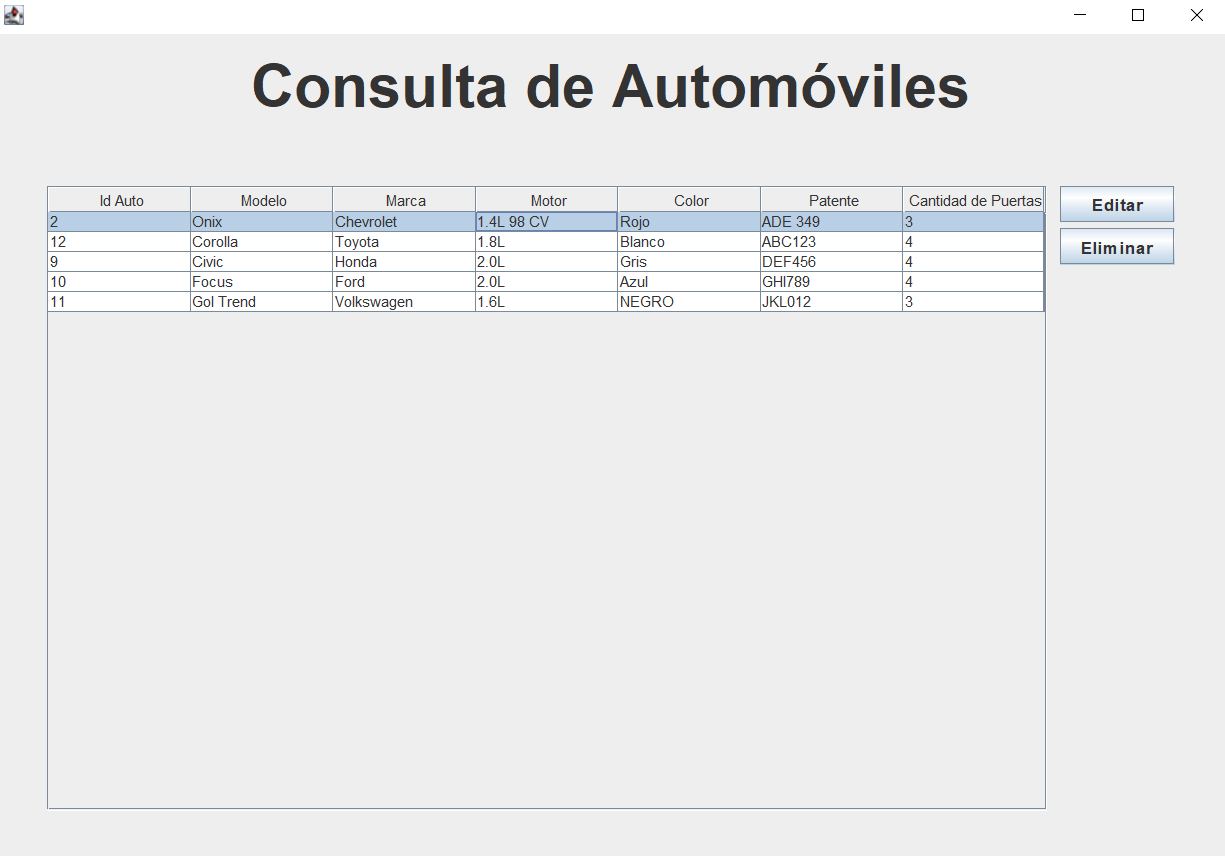 Consulta de Automóviles
Id Auto Modelo Marca Motor Color Patente Cantidad de Puertas
2 Onix Chevrolet 1.4L 98 CV Rojo ADE 349 3
12 Corolla Toyota 1.8L Blanco ABC123 4
9 Civic Honda 2.0L Gris DEF456 4
10 Focus Ford 2.0L Azul GHI789 4
11 Gol Trend Volkswagen 1.6L NEGRO JKL012 3
Editar
Eliminar